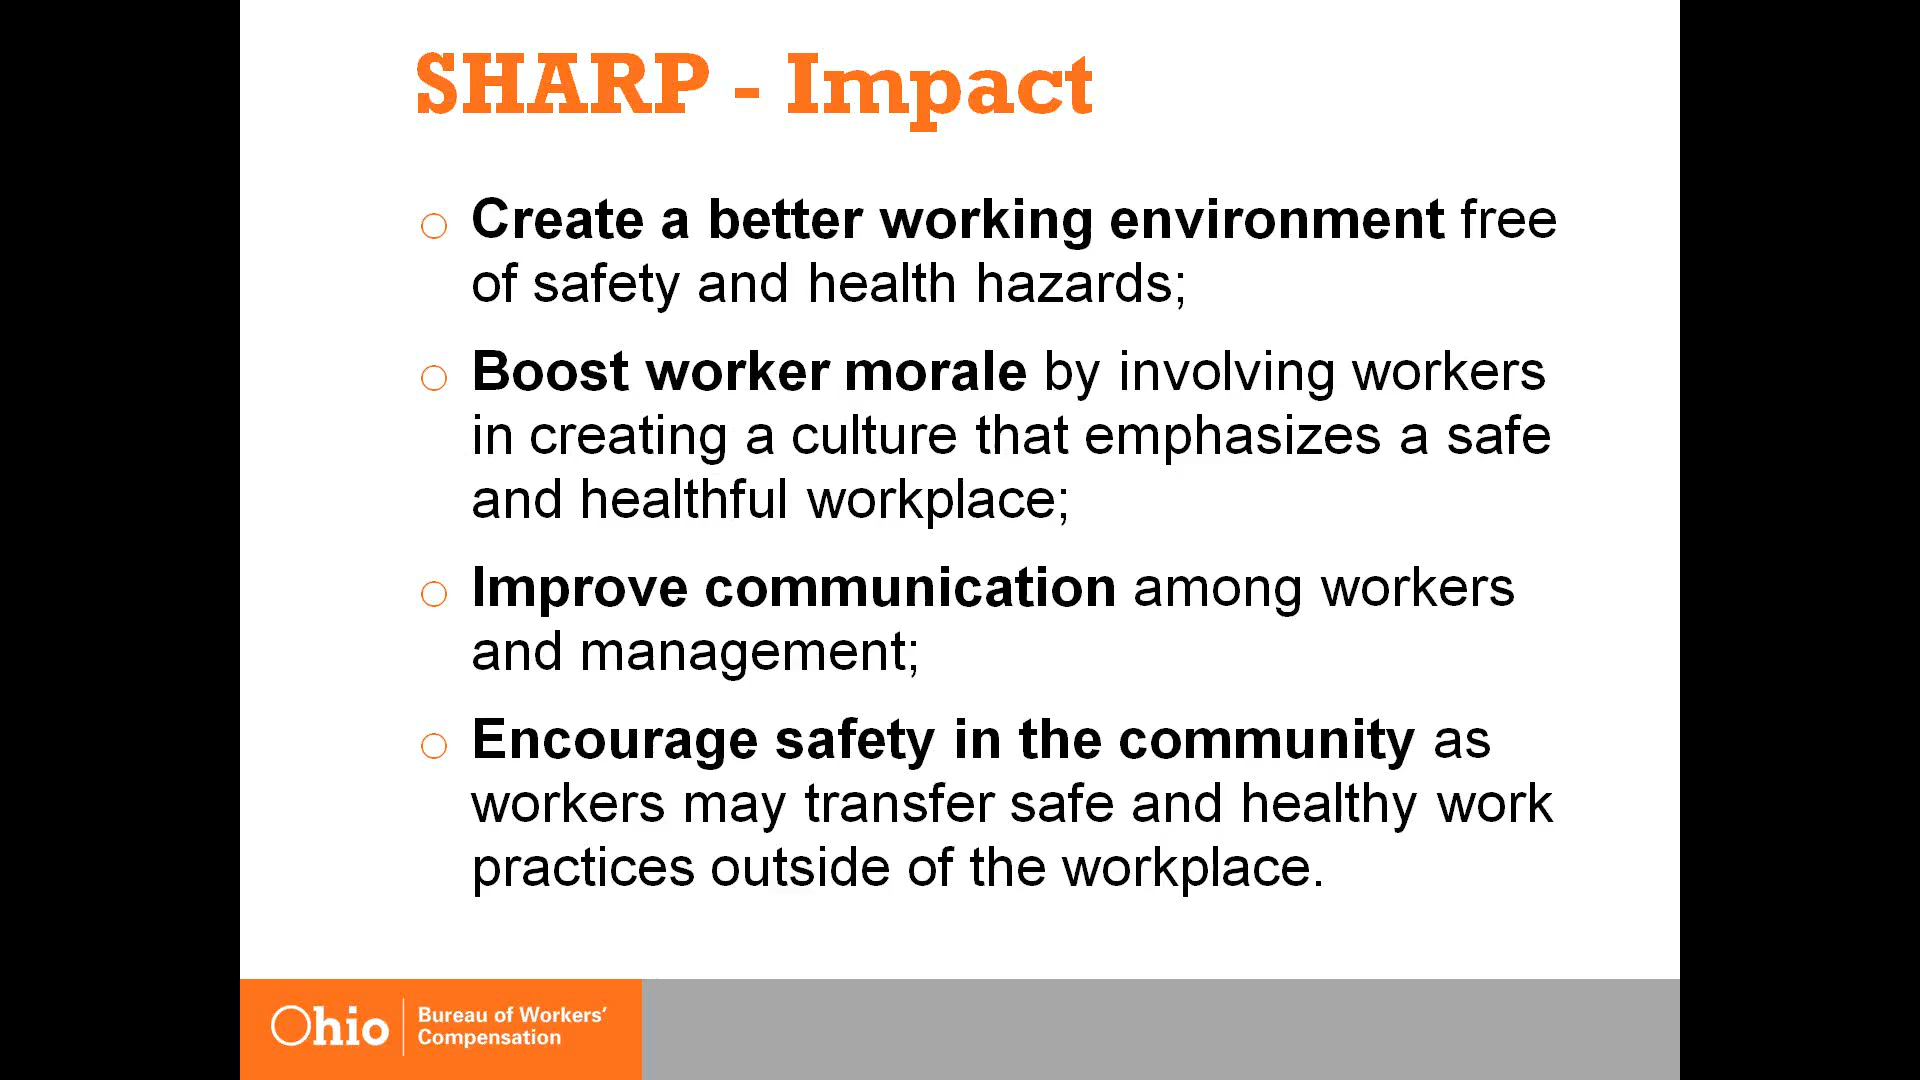 SHARP - Impact
Create a better working environment free
of safety and health hazards;
Boost worker morale by involving workers
in creating a culture that emphasizes a safe
and healthful workplace;
Improve communication among workers
and management;
Encourage safety in the community as
workers may transfer safe and healthy work
practices outside of the workplace.
Ohio
Bureau of Workers’
Compensation